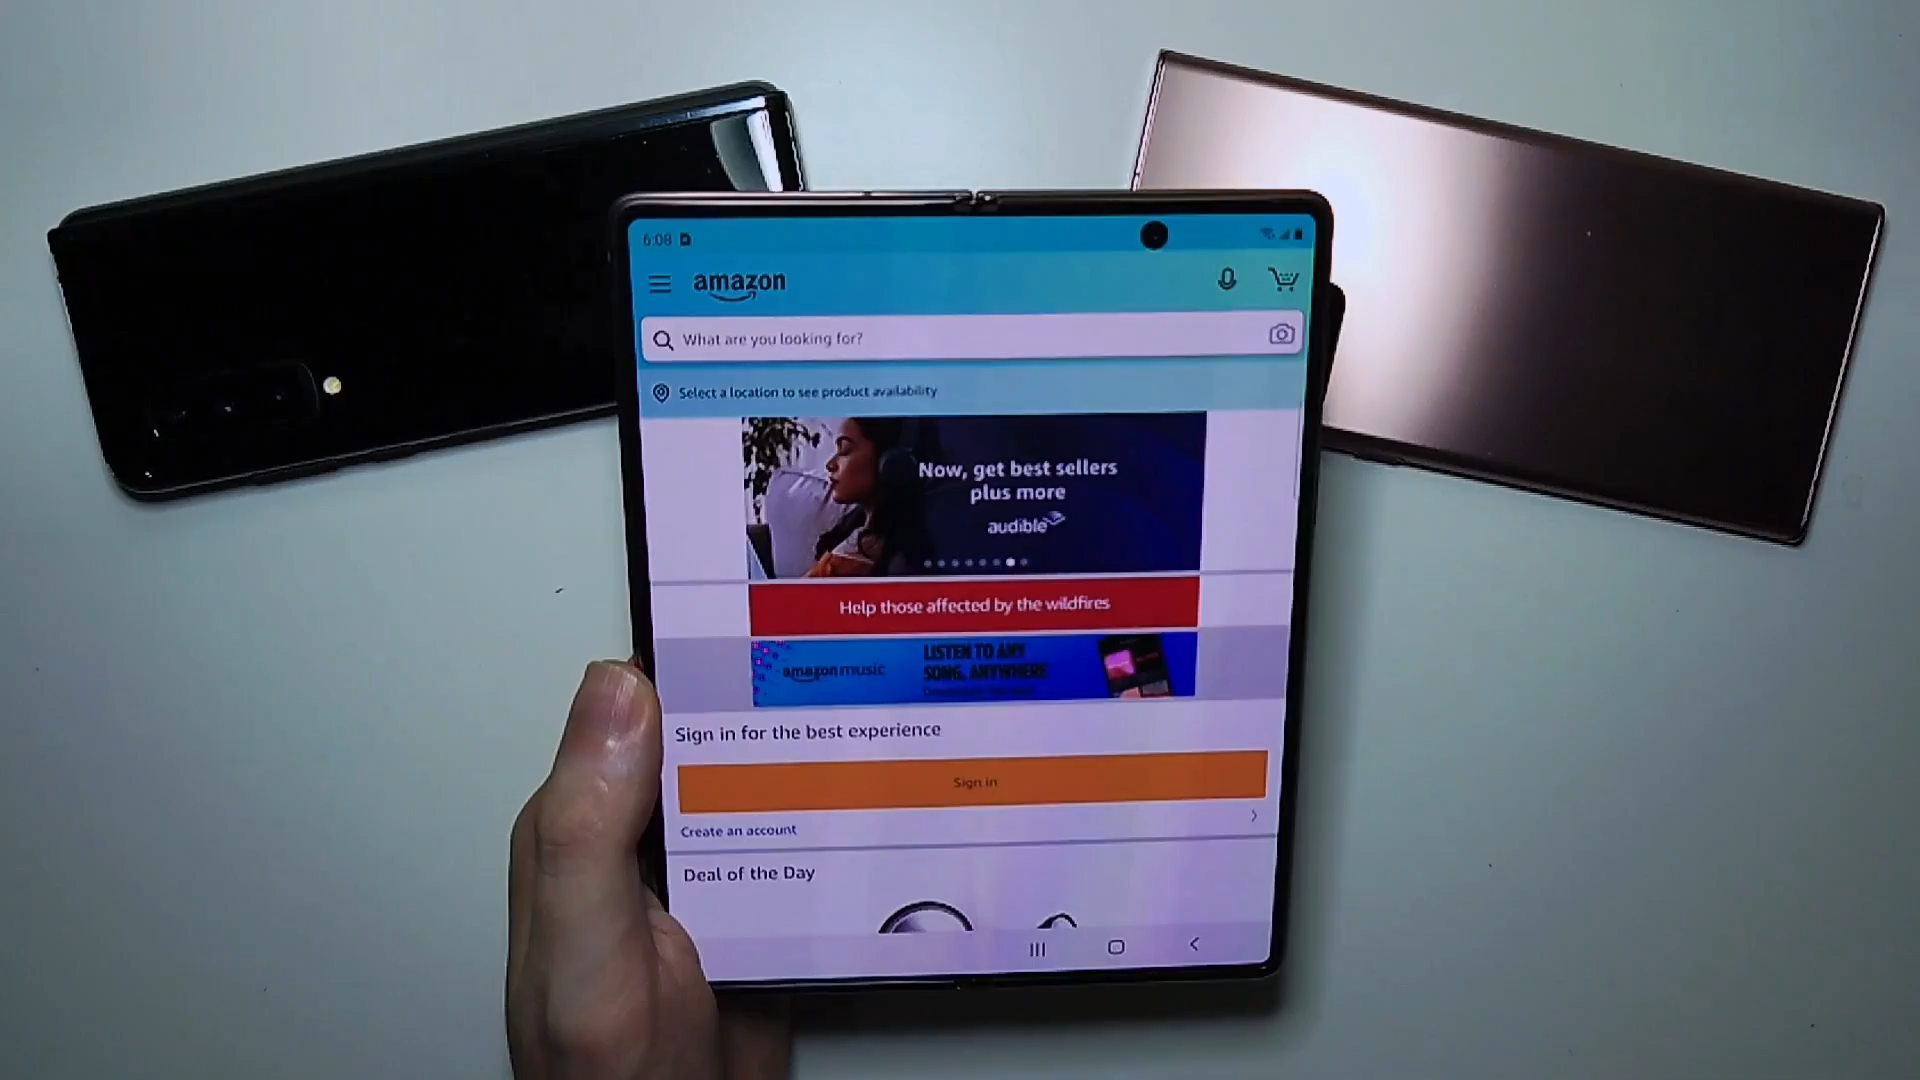 6:08
amazon
What are you looking for?
Select a location to see product availability
Now, get best sellers
plus more
audible
Help those affected by the wildfires
amazon music
LISTEN TO ANY
SONG, ANYWHERE
Sign in for the best experience
Sign in
Create an account
Deal of the Day